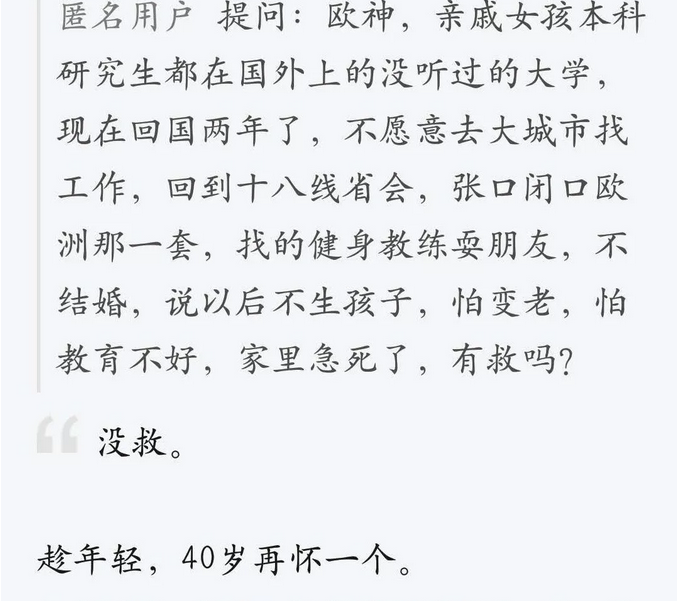 匿名用户 提问：欧神，亲戚女孩本科
研究生都在国外上的没听过的大学，
现在回国两年了，不愿意去大城市找
工作，回到十八线省会，张口闭口欧
洲那一套，找的健身教练耍朋友，不
结婚，说以后不生孩子，怕变老，怕
教育不好，家里急死了，有救吗？
“ 没救。
趁年轻，40岁再怀一个。